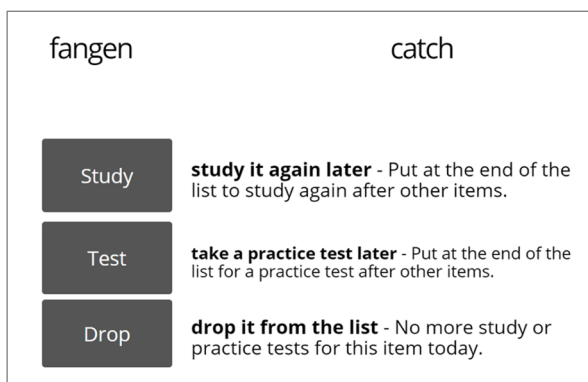 fangen catch
Study
study it again later - Put at the end of the
list to study again after other items.
Test
take a practice test later - Put at the end of the
list for a practice test after other items.
Drop
drop it from the list - No more study or
practice tests for this item today.